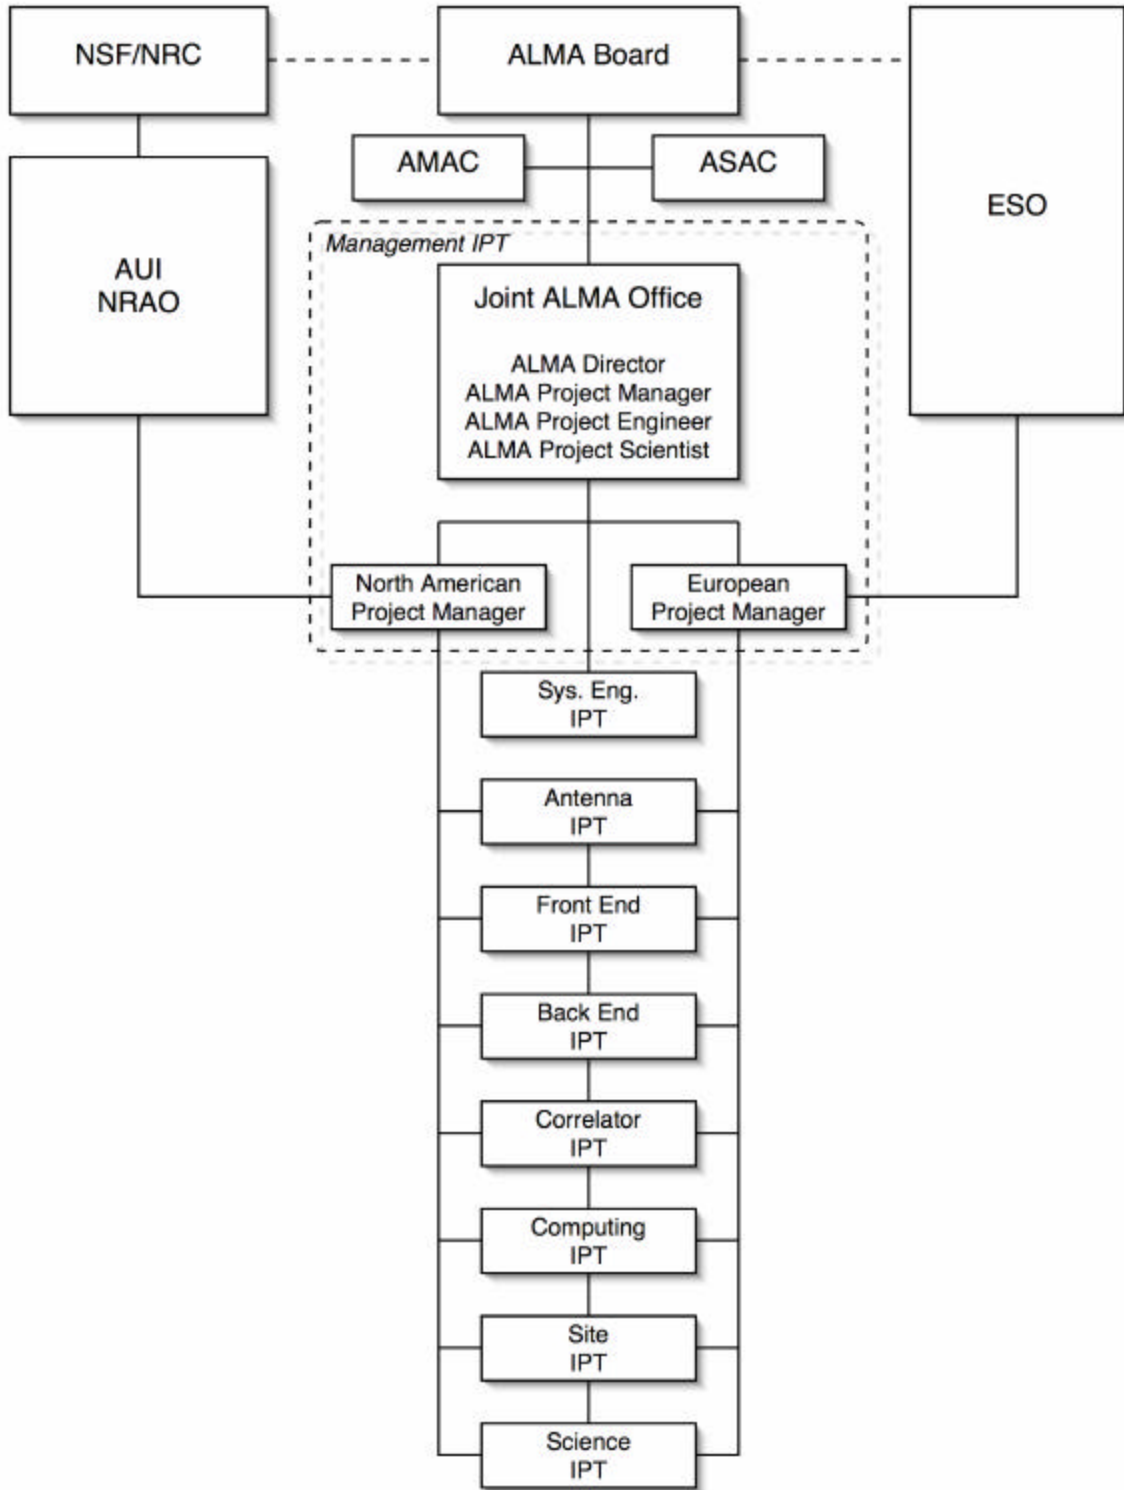 NSF/NRC
ALMA Board
AMAC
ASAC
ESO
AUI
NRAO
Management IPT
Joint ALMA Office
ALMA Director
ALMA Project Manager
ALMA Project Engineer
ALMA Project Scientist
North American
Project Manager
European
Project Manager
Sys. Eng.
IPT
Antenna
IPT
Front End
IPT
Back End
IPT
Correlator
IPT
Computing
IPT
Site
IPT
Science
IPT